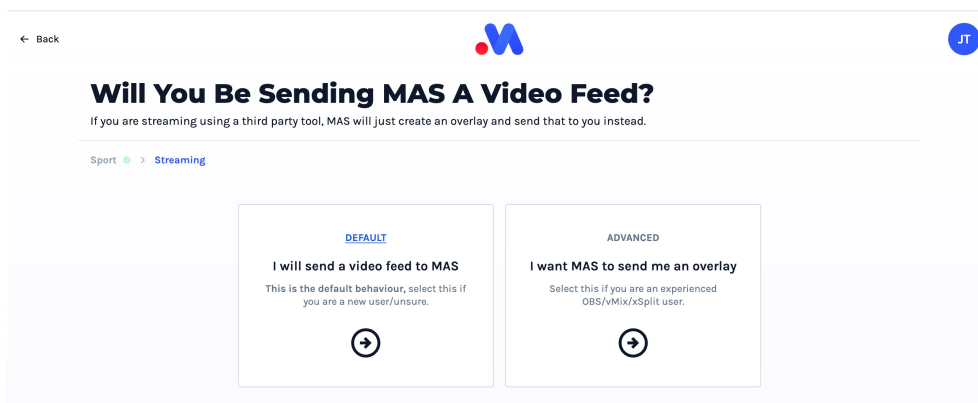 ← Back
JT
Will You Be Sending MAS A Video Feed?
If you are streaming using a third party tool, MAS will just create an overlay and send that to you instead.
Sport > Streaming
DEFAULT
I will send a video feed to MAS
This is the default behaviour, select this if
you are a new user/unsure.
ADVANCED
I want MAS to send me an overlay
Select this if you are an experienced
OBS/vMix/xSplit user.